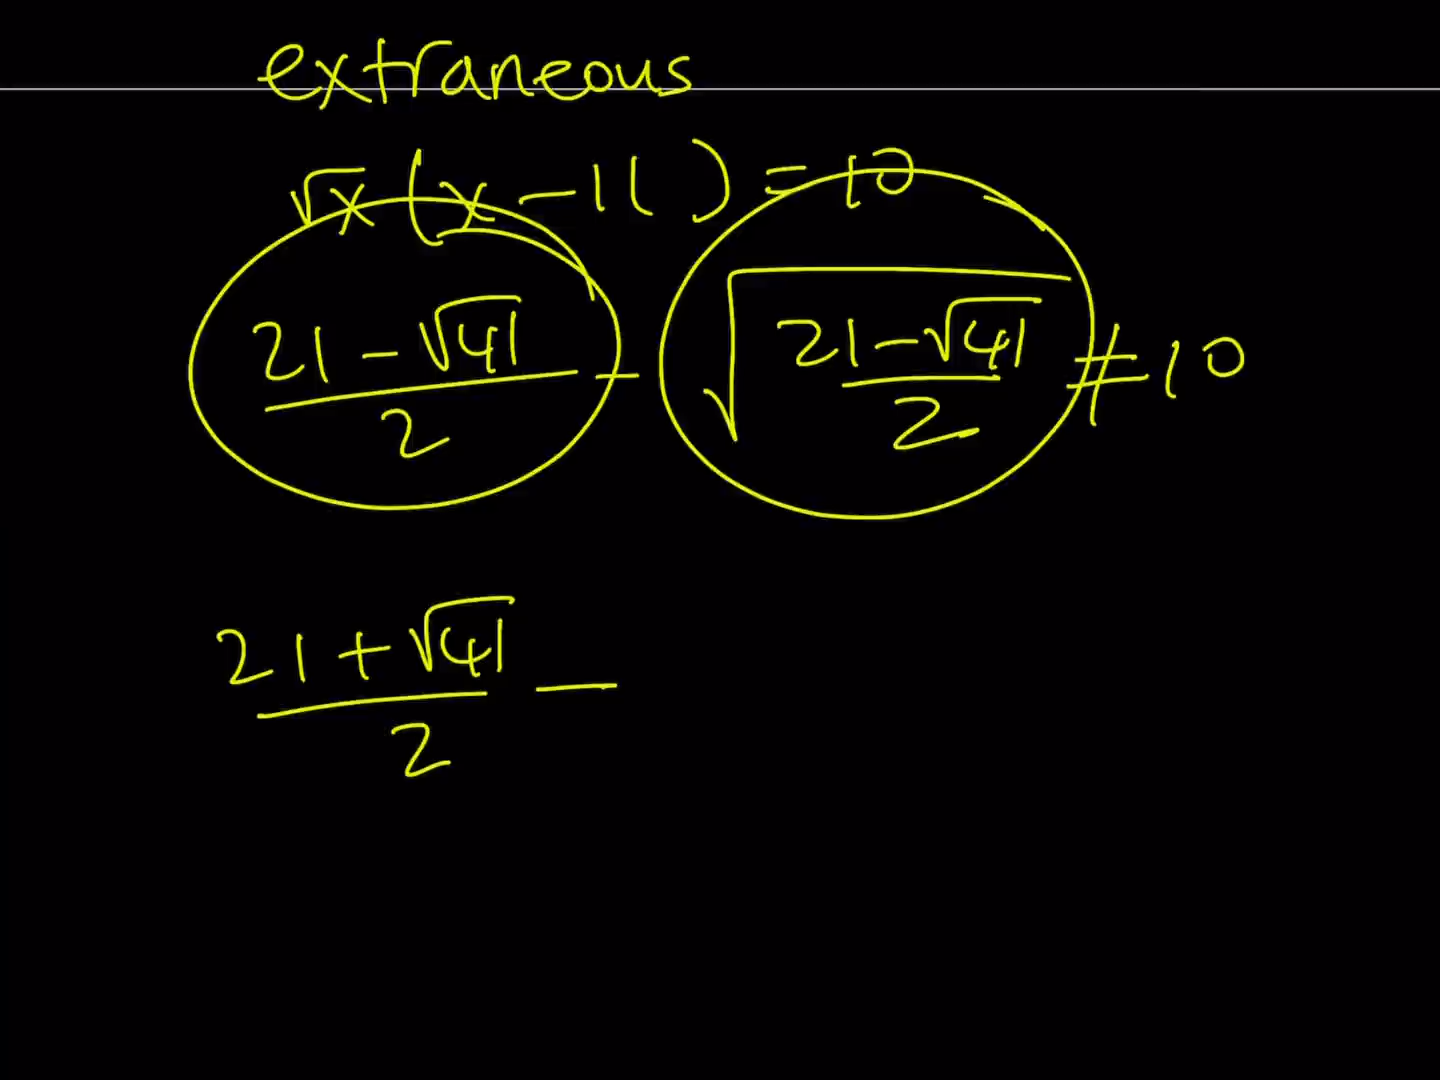 extraneous
√x (x - 11) = 10
(21 - √41)/2 - √((21 - √41)/2) ≠ 10
(21 + √41)/2 -